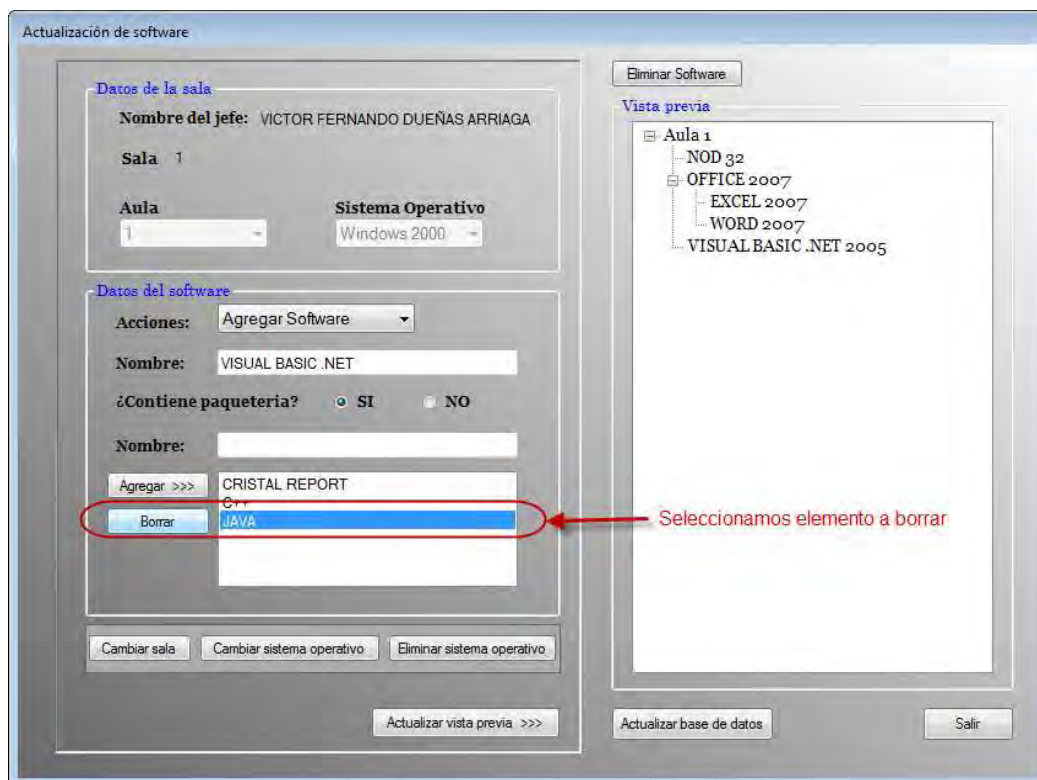 Actualización de software
Datos de la sala
Nombre del jefe: VICTOR FERNANDO DUEÑAS ARRIAGA
Sala 1
Aula Sistema Operativo
1 Windows 2000
Datos del software
Acciones: Agregar Software
Nombre: VISUAL BASIC .NET
¿Contiene paqueteria? SI NO
Nombre:
Agregar >>> CRISTAL REPORT
C++
Borrar JAVA
Seleccionamos elemento a borrar
Cambiar sala Cambiar sistema operativo Eliminar sistema operativo
Actualizar vista previa >>>
Eliminar Software
Vista previa
Aula 1
NOD 32
OFFICE 2007
EXCEL 2007
WORD 2007
VISUAL BASIC .NET 2005
Actualizar base de datos Salir